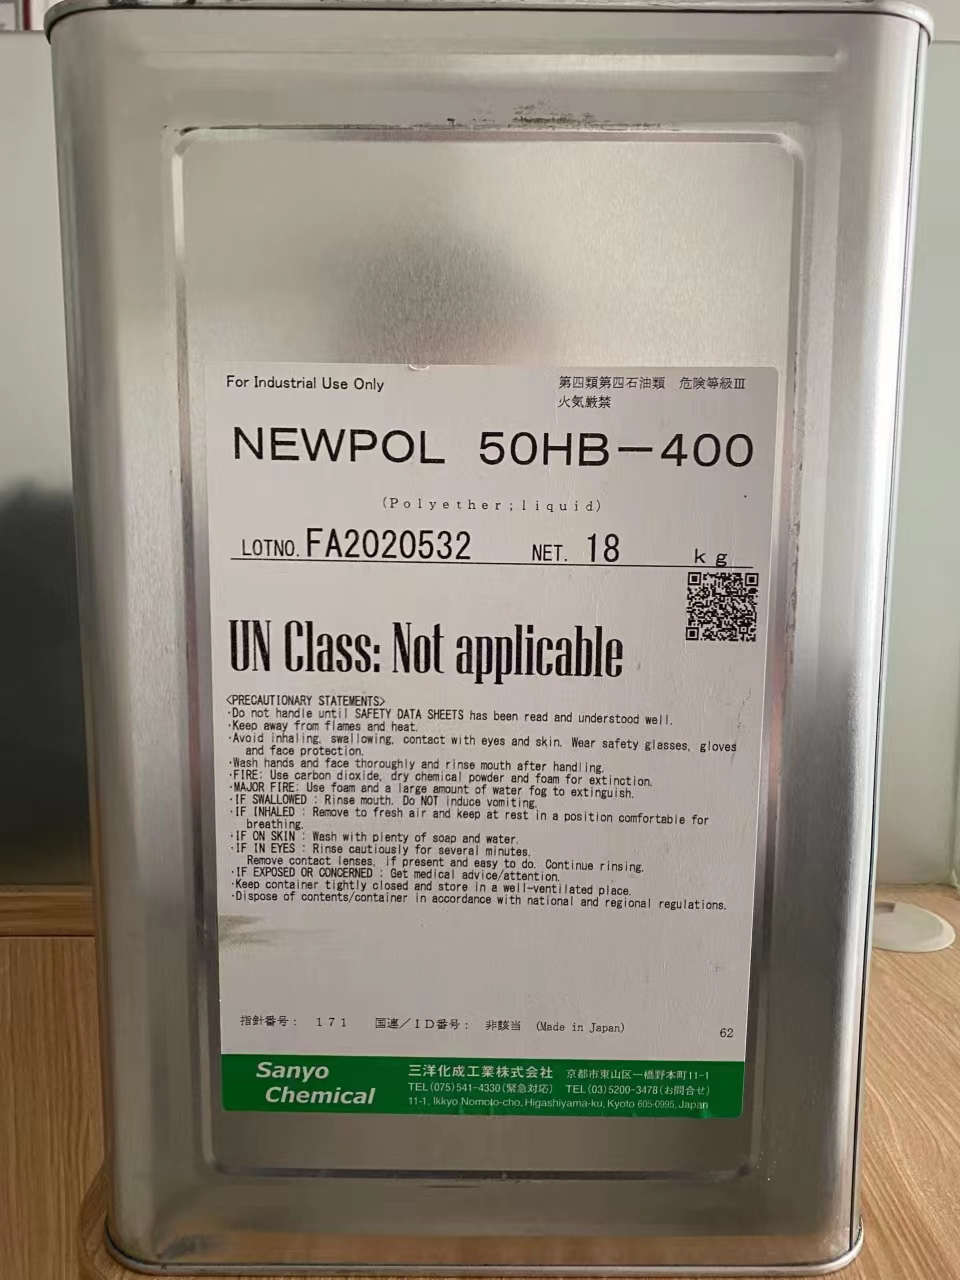 For Industrial Use Only
第四類第四石油類 危険等級Ⅲ
火気厳禁
NEWPOL 50HB-400
(Polyether;liquid)
LOTNO. FA2020532 NET. 18 kg
UN Class: Not applicable
<PRECAUTIONARY STATEMENTS>
·Do not handle until SAFETY DATA SHEETS has been read and understood well.
·Keep away from flames and heat.
·Avoid inhaling, swallowing, contact with eyes and skin. Wear safety glasses, gloves
and face protection.
·Wash hands and face thoroughly and rinse mouth after handling.
·FIRE: Use carbon dioxide, dry chemical powder and foam for extinction.
·MAJOR FIRE: Use foam and a large amount of water fog to extinguish.
·IF SWALLOWED : Rinse mouth. Do NOT induce vomiting.
·IF INHALED : Remove to fresh air and keep at rest in a position comfortable for
breathing.
·IF ON SKIN : Wash with plenty of soap and water.
·IF IN EYES : Rinse cautiously for several minutes.
Remove contact lenses, if present and easy to do. Continue rinsing.
·IF EXPOSED OR CONCERNED : Get medical advice/attention.
·Keep container tightly closed and store in a well-ventilated place.
·Dispose of contents/container in accordance with national and regional regulations.
指針番号： 171 国連／ＩＤ番号： 非該当 (Made in Japan)
62
Sanyo
Chemical
三洋化成工業株式会社 京都市東山区一橋野本町11-1
TEL(075)541-4330(緊急対応) TEL(03)5200-3478(お問合せ)
11-1, Ikkyo Nomoto-cho, Higashiyama-ku, Kyoto 605-0995, Japan